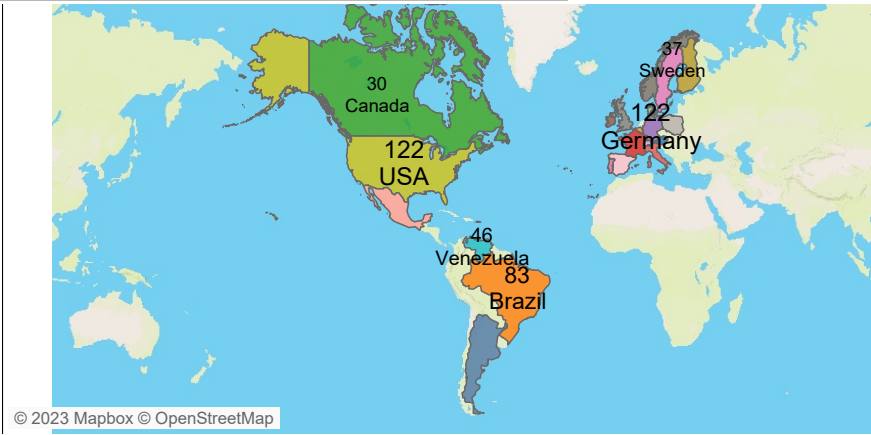 37
Sweden
30
Canada
122
Germany
122
USA
46
Venezuela
83
Brazil
© 2023 Mapbox © OpenStreetMap